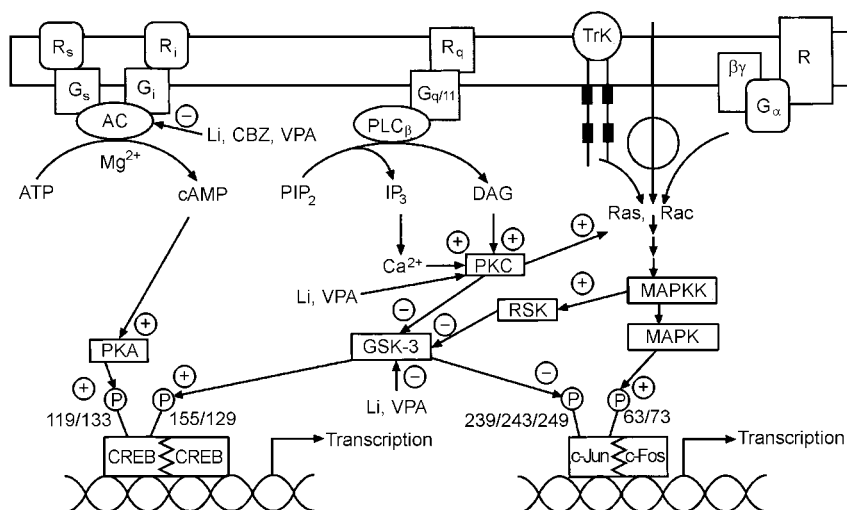 TrK
R
Rs Ri Rq
βγ
Gs Gi Gq/11
Gα
AC − PLCβ
Li, CBZ, VPA
Mg2+
ATP cAMP PIP2 IP3 DAG
Ras, Rac
+
+ +
Ca2+ PKC
Li, VPA
+ MAPKK
− RSK
−
+ MAPK
PKA GSK-3
+ + − − +
P P Li, VPA P P
119/133 155/129 239/243/249 63/73
Transcription Transcription
CREB CREB c-Jun c-Fos